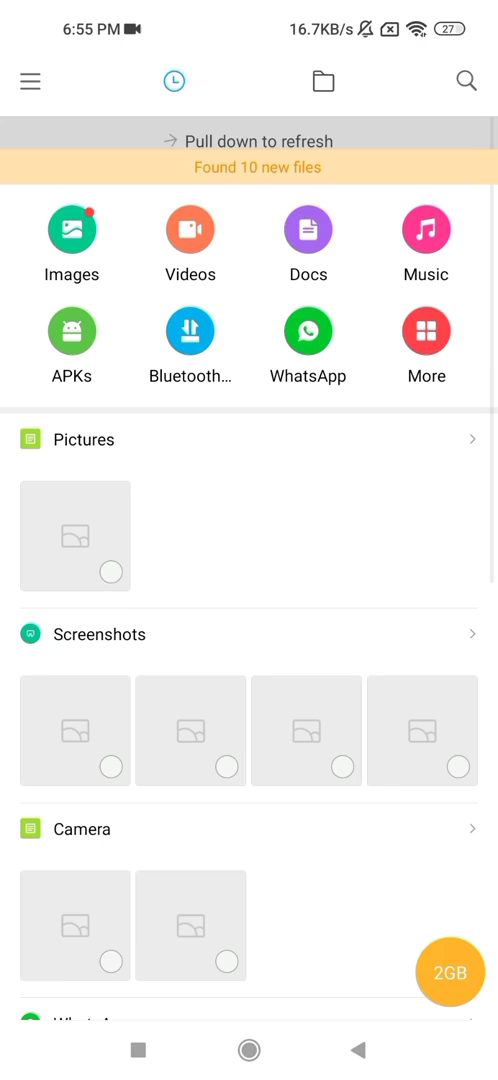 6:55 PM 16.7KB/s 27
Pull down to refresh
Found 10 new files
Images Videos Docs Music
APKs Bluetooth... WhatsApp More
Pictures
Screenshots
Camera
2GB